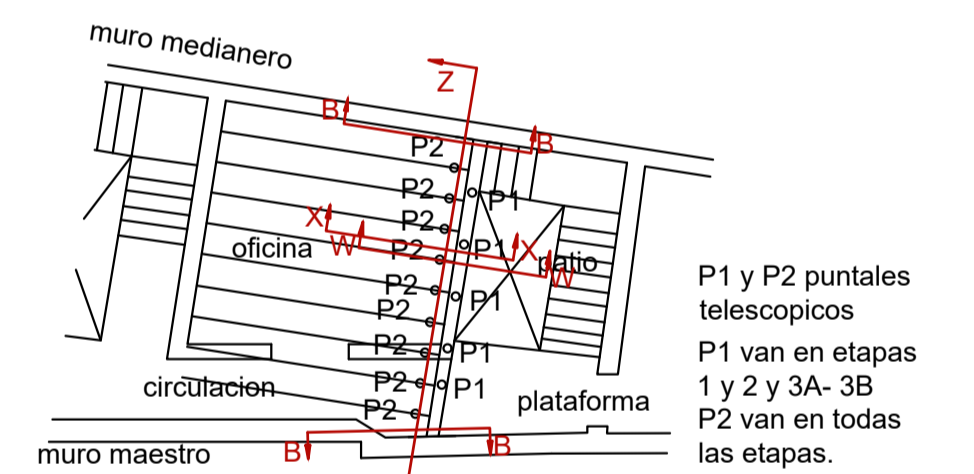 muro medianero
Z
B
B
P2
P2
P1
P2
X
oficina
W
P2
P1
X
patio
W
P2
P1
P2
P2
P1
circulacion
P2
P1
P2
plataforma
muro maestro
B
B
P1 y P2 puntales
telescopicos
P1 van en etapas
1 y 2 y 3A- 3B
P2 van en todas
las etapas.